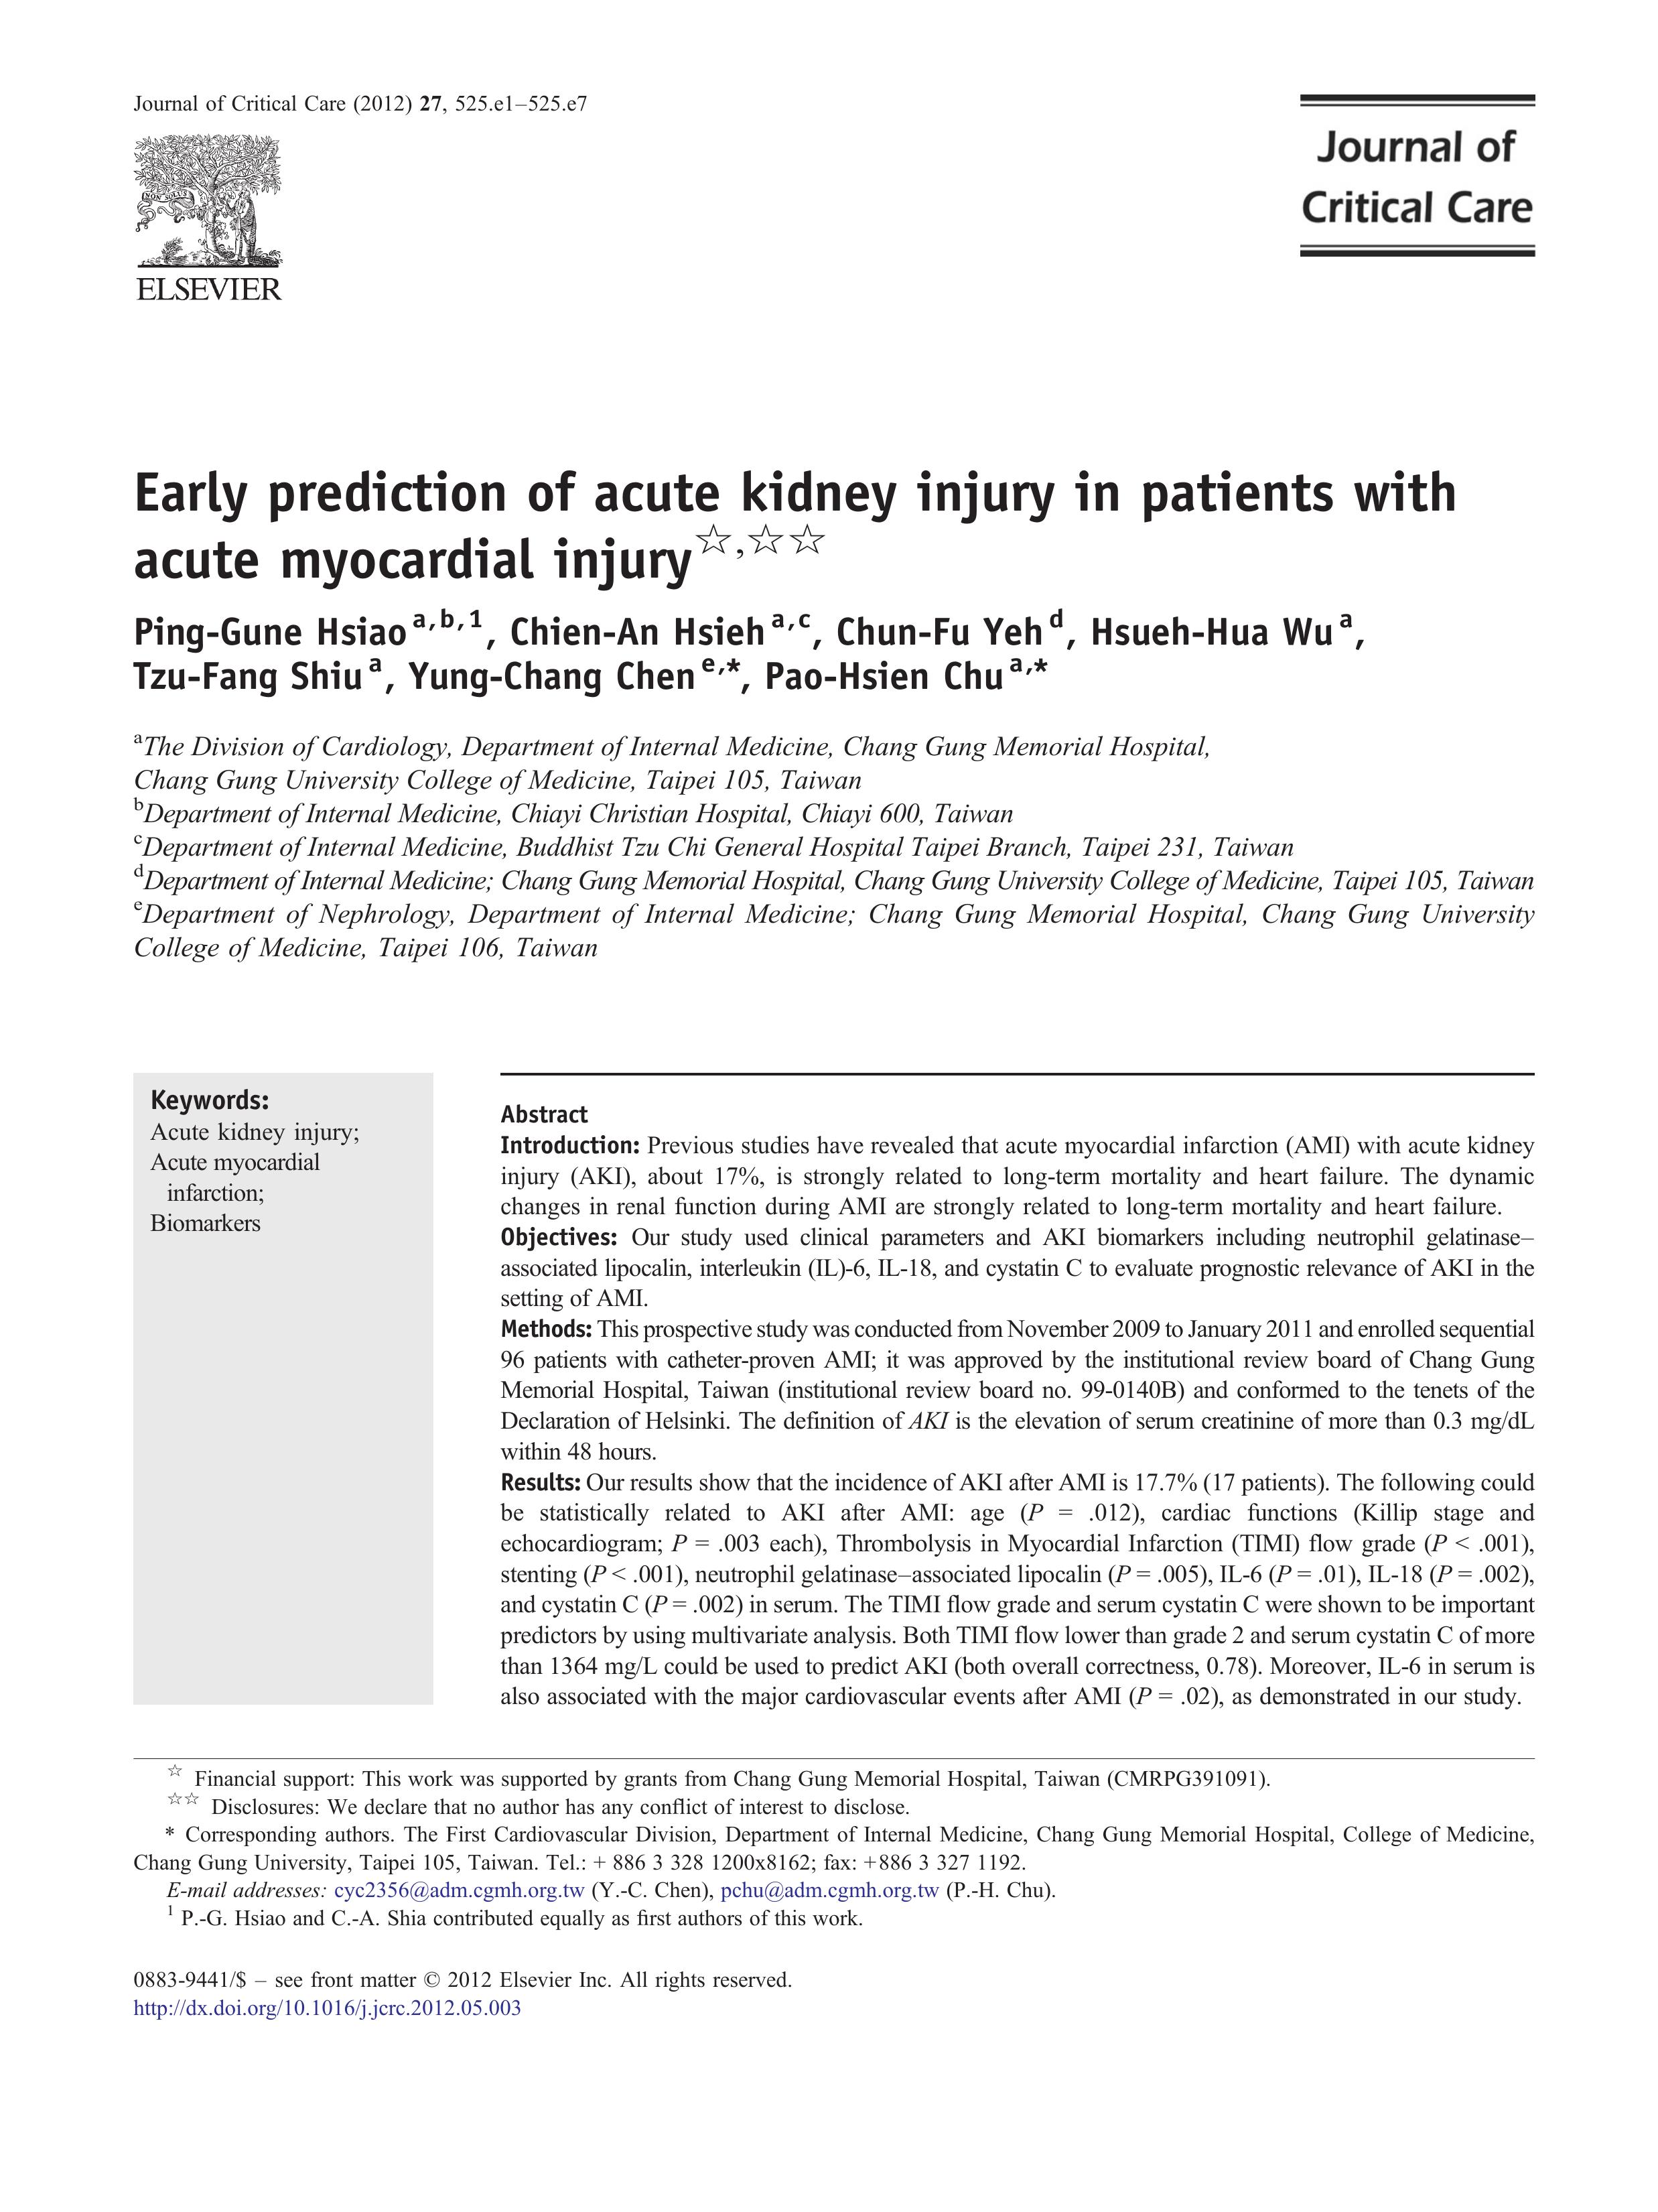 Journal of Critical Care (2012) 27, 525.e1–525.e7
NON SOLUS
ELSEVIER
Journal of
Critical Care
Early prediction of acute kidney injury in patients with
acute myocardial injury☆,☆☆
Ping-Gune Hsiao a,b,1, Chien-An Hsieh a,c, Chun-Fu Yeh d, Hsueh-Hua Wu a,
Tzu-Fang Shiu a, Yung-Chang Chen e,*, Pao-Hsien Chu a,*
aThe Division of Cardiology, Department of Internal Medicine, Chang Gung Memorial Hospital,
Chang Gung University College of Medicine, Taipei 105, Taiwan
bDepartment of Internal Medicine, Chiayi Christian Hospital, Chiayi 600, Taiwan
cDepartment of Internal Medicine, Buddhist Tzu Chi General Hospital Taipei Branch, Taipei 231, Taiwan
dDepartment of Internal Medicine; Chang Gung Memorial Hospital, Chang Gung University College of Medicine, Taipei 105, Taiwan
eDepartment of Nephrology, Department of Internal Medicine; Chang Gung Memorial Hospital, Chang Gung University
College of Medicine, Taipei 106, Taiwan
Keywords:
Acute kidney injury;
Acute myocardial
infarction;
Biomarkers
Abstract
Introduction: Previous studies have revealed that acute myocardial infarction (AMI) with acute kidney
injury (AKI), about 17%, is strongly related to long-term mortality and heart failure. The dynamic
changes in renal function during AMI are strongly related to long-term mortality and heart failure.
Objectives: Our study used clinical parameters and AKI biomarkers including neutrophil gelatinase–
associated lipocalin, interleukin (IL)-6, IL-18, and cystatin C to evaluate prognostic relevance of AKI in the
setting of AMI.
Methods: This prospective study was conducted from November 2009 to January 2011 and enrolled sequential
96 patients with catheter-proven AMI; it was approved by the institutional review board of Chang Gung
Memorial Hospital, Taiwan (institutional review board no. 99-0140B) and conformed to the tenets of the
Declaration of Helsinki. The definition of AKI is the elevation of serum creatinine of more than 0.3 mg/dL
within 48 hours.
Results: Our results show that the incidence of AKI after AMI is 17.7% (17 patients). The following could
be statistically related to AKI after AMI: age (P = .012), cardiac functions (Killip stage and
echocardiogram; P = .003 each), Thrombolysis in Myocardial Infarction (TIMI) flow grade (P < .001),
stenting (P < .001), neutrophil gelatinase–associated lipocalin (P = .005), IL-6 (P = .01), IL-18 (P = .002),
and cystatin C (P = .002) in serum. The TIMI flow grade and serum cystatin C were shown to be important
predictors by using multivariate analysis. Both TIMI flow lower than grade 2 and serum cystatin C of more
than 1364 mg/L could be used to predict AKI (both overall correctness, 0.78). Moreover, IL-6 in serum is
also associated with the major cardiovascular events after AMI (P = .02), as demonstrated in our study.
☆ Financial support: This work was supported by grants from Chang Gung Memorial Hospital, Taiwan (CMRPG391091).
☆☆ Disclosures: We declare that no author has any conflict of interest to disclose.
* Corresponding authors. The First Cardiovascular Division, Department of Internal Medicine, Chang Gung Memorial Hospital, College of Medicine,
Chang Gung University, Taipei 105, Taiwan. Tel.: + 886 3 328 1200x8162; fax: +886 3 327 1192.
E-mail addresses: cyc2356@adm.cgmh.org.tw (Y.-C. Chen), pchu@adm.cgmh.org.tw (P.-H. Chu).
1 P.-G. Hsiao and C.-A. Shia contributed equally as first authors of this work.
0883-9441/$ – see front matter © 2012 Elsevier Inc. All rights reserved.
http://dx.doi.org/10.1016/j.jcrc.2012.05.003